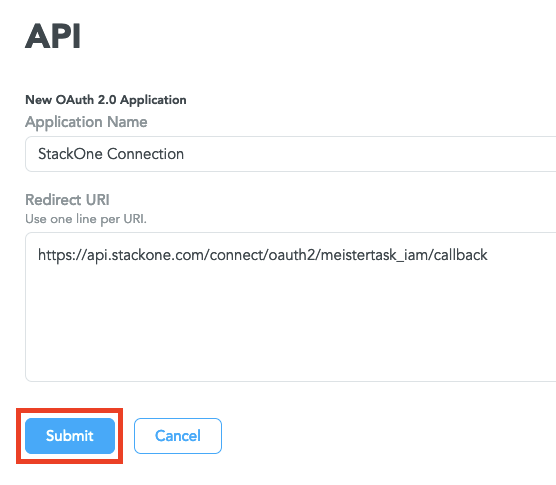 API
New OAuth 2.0 Application
Application Name
StackOne Connection
Redirect URI
Use one line per URI.
https://api.stackone.com/connect/oauth2/meistertask_iam/callback
Submit
Cancel